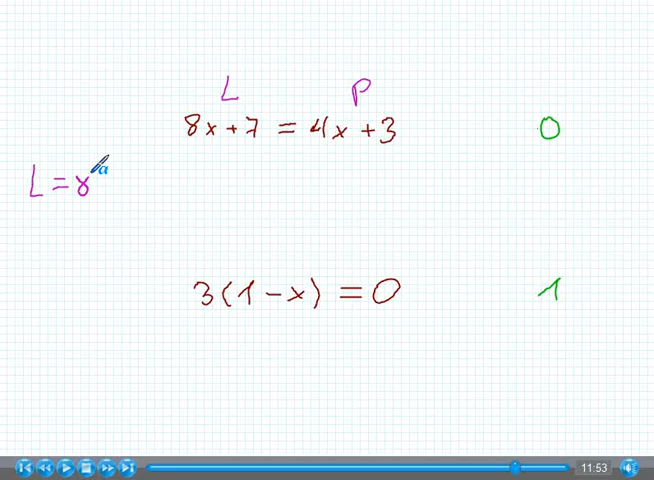 L P
8x + 7 = 4x + 3 0
L = 8
3(1 - x) = 0 1
11:53